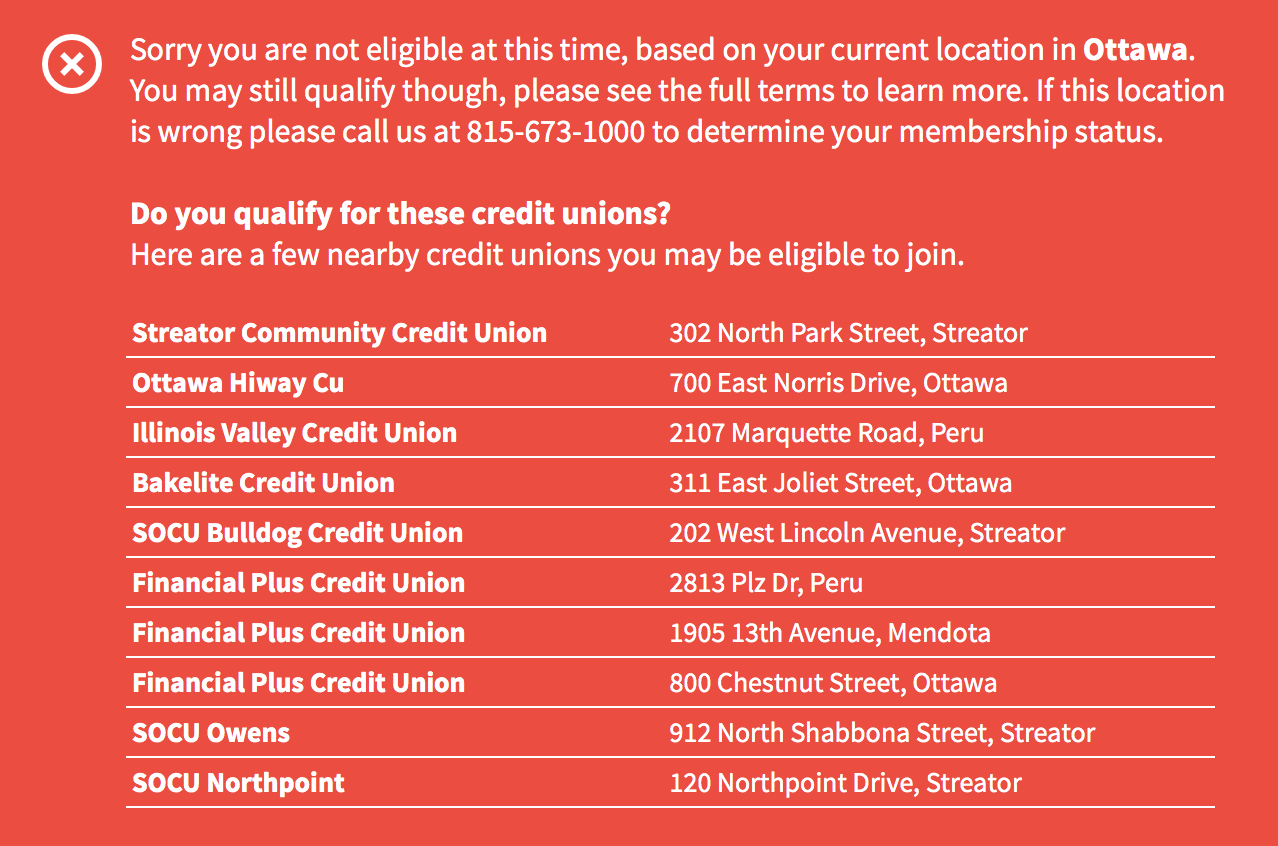 Sorry you are not eligible at this time, based on your current location in Ottawa.
You may still qualify though, please see the full terms to learn more. If this location
is wrong please call us at 815-673-1000 to determine your membership status.
Do you qualify for these credit unions?
Here are a few nearby credit unions you may be eligible to join.
Streator Community Credit Union 302 North Park Street, Streator
Ottawa Hiway Cu 700 East Norris Drive, Ottawa
Illinois Valley Credit Union 2107 Marquette Road, Peru
Bakelite Credit Union 311 East Joliet Street, Ottawa
SOCU Bulldog Credit Union 202 West Lincoln Avenue, Streator
Financial Plus Credit Union 2813 Plz Dr, Peru
Financial Plus Credit Union 1905 13th Avenue, Mendota
Financial Plus Credit Union 800 Chestnut Street, Ottawa
SOCU Owens 912 North Shabbona Street, Streator
SOCU Northpoint 120 Northpoint Drive, Streator